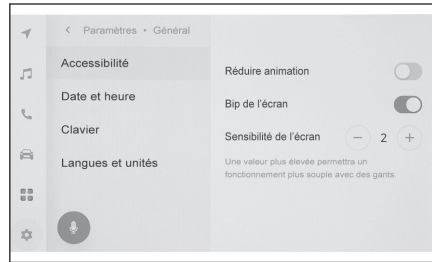 < Paramètres • Général
Accessibilité
Date et heure
Clavier
Langues et unités
Réduire animation
Bip de l'écran
Sensibilité de l'écran − 2 +
Une valeur plus élevée permettra un
fonctionnement plus souple avec des gants.